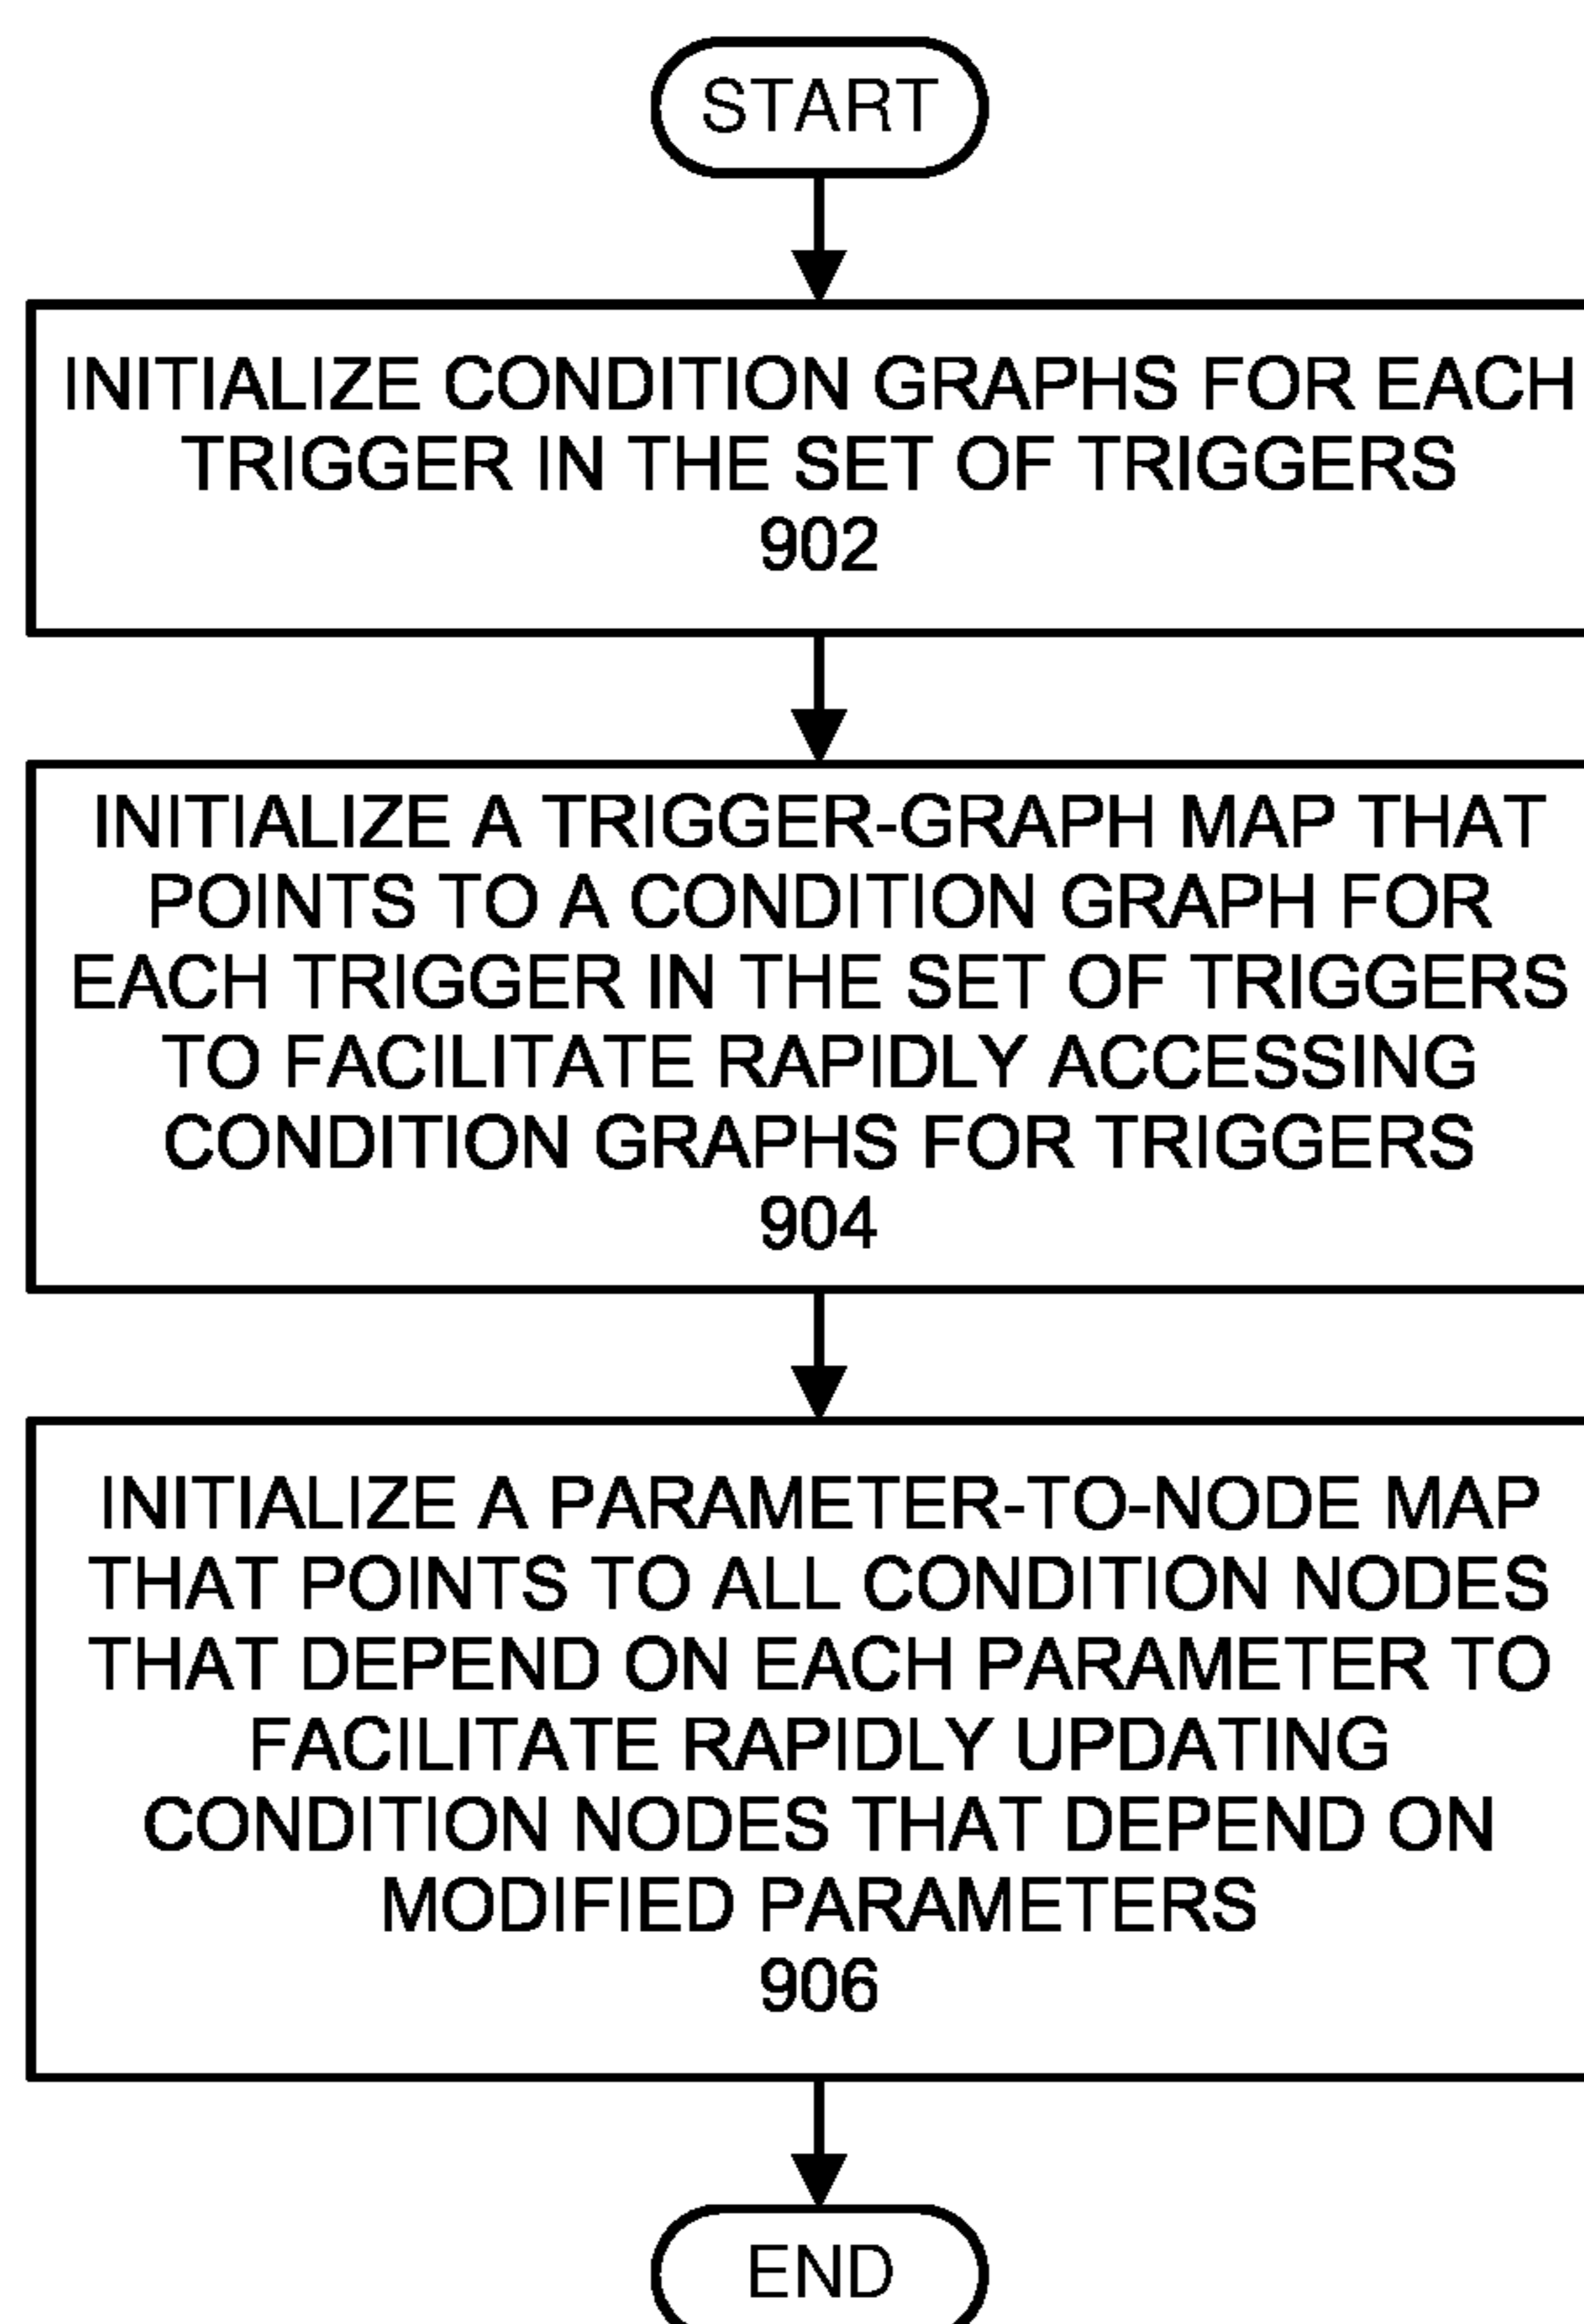 START
INITIALIZE CONDITION GRAPHS FOR EACH
TRIGGER IN THE SET OF TRIGGERS
902
INITIALIZE A TRIGGER-GRAPH MAP THAT
POINTS TO A CONDITION GRAPH FOR
EACH TRIGGER IN THE SET OF TRIGGERS
TO FACILITATE RAPIDLY ACCESSING
CONDITION GRAPHS FOR TRIGGERS
904
INITIALIZE A PARAMETER-TO-NODE MAP
THAT POINTS TO ALL CONDITION NODES
THAT DEPEND ON EACH PARAMETER TO
FACILITATE RAPIDLY UPDATING
CONDITION NODES THAT DEPEND ON
MODIFIED PARAMETERS
906
END